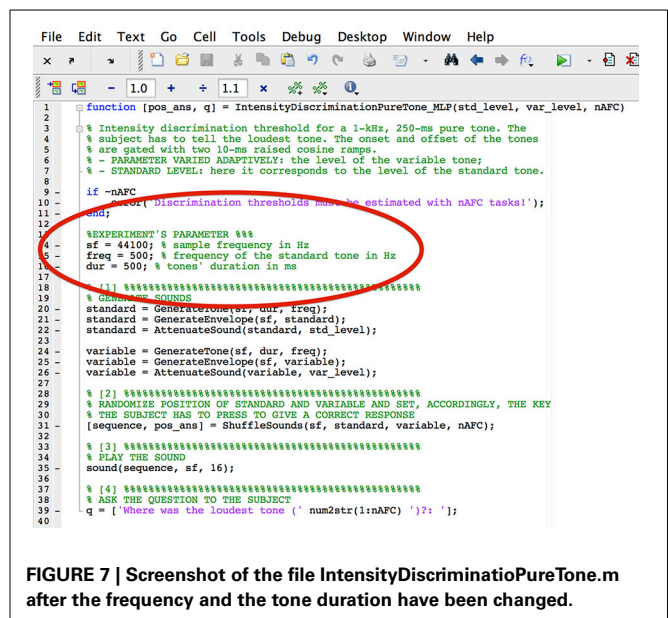 File Edit Text Go Cell Tools Debug Desktop Window Help
- 1.0 + ÷ 1.1 ×
1 function [pos_ans, q] = IntensityDiscriminationPureTone_MLP(std_level, var_level, nAFC)
2
3 % Intensity discrimination threshold for a 1-kHz, 250-ms pure tone. The
4 % subject has to tell the loudest tone. The onset and offset of the tones
5 % are gated with two 10-ms raised cosine ramps.
6 % - PARAMETER VARIED ADAPTIVELY: the level of the variable tone;
7 % - STANDARD LEVEL: here it corresponds to the level of the standard tone.
8
9 - if ~nAFC
10 - error('Discrimination thresholds must be estimated with nAFC tasks!');
11 - end;
12
13 %EXPERIMENT'S PARAMETER %%%
14 - sf = 44100; % sample frequency in Hz
15 - freq = 500; % frequency of the standard tone in Hz
16 - dur = 500; % tones' duration in ms
17
18 % [1] %%%%%%%%%%%%%%%%%%%%%%%%%%%%%%%%%%%%%%%%%%%%
19 % GENERATE SOUNDS
20 - standard = GenerateTone(sf, dur, freq);
21 - standard = GenerateEnvelope(sf, standard);
22 - standard = AttenuateSound(standard, std_level);
23
24 - variable = GenerateTone(sf, dur, freq);
25 - variable = GenerateEnvelope(sf, variable);
26 - variable = AttenuateSound(variable, var_level);
27
28 % [2] %%%%%%%%%%%%%%%%%%%%%%%%%%%%%%%%%%%%%%%%%%%%
29 % RANDOMIZE POSITION OF STANDARD AND VARIABLE AND SET, ACCORDINGLY, THE KEY
30 % THE SUBJECT HAS TO PRESS TO GIVE A CORRECT RESPONSE
31 - [sequence, pos_ans] = ShuffleSounds(sf, standard, variable, nAFC);
32
33 % [3] %%%%%%%%%%%%%%%%%%%%%%%%%%%%%%%%%%%%%%%%%%%%
34 % PLAY THE SOUND
35 - sound(sequence, sf, 16);
36
37 % [4] %%%%%%%%%%%%%%%%%%%%%%%%%%%%%%%%%%%%%%%%%%%%
38 % ASK THE QUESTION TO THE SUBJECT
39 - q = ['Where was the loudest tone (' num2str(1:nAFC) ')?: '];
40
FIGURE 7 | Screenshot of the file IntensityDiscriminatioPureTone.m
after the frequency and the tone duration have been changed.